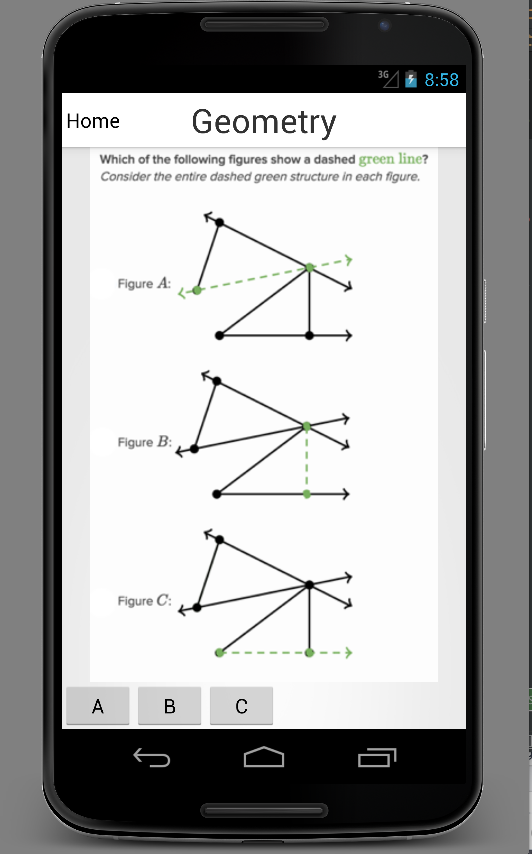 3G 8:58
Home Geometry
Which of the following figures show a dashed green line?
Consider the entire dashed green structure in each figure.
Figure A:
Figure B:
Figure C:
A B C